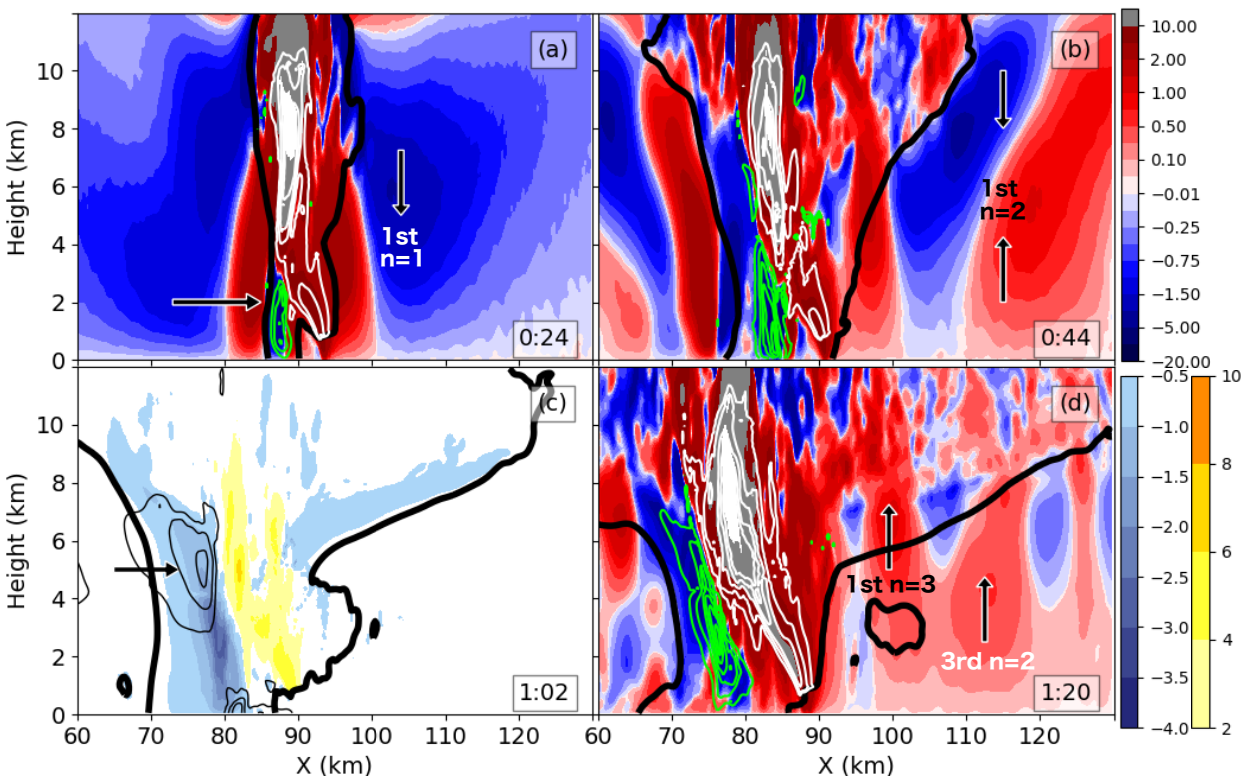 (a)
(b)
Height (km)
10
8
6
4
2
0
1st
n=1
1st
n=2
0:24
0:44
10.00
2.00
1.00
0.50
0.10
−0.01
−0.25
−0.75
−1.50
−5.00
−20.00
(c)
(d)
Height (km)
10
8
6
4
2
0
1st n=3
3rd n=2
1:02
1:20
60 70 80 90 100 110 120
X (km)
60 70 80 90 100 110 120
X (km)
−0.5
−1.0
−1.5
−2.0
−2.5
−3.0
−3.5
−4.0
10
8
6
4
2